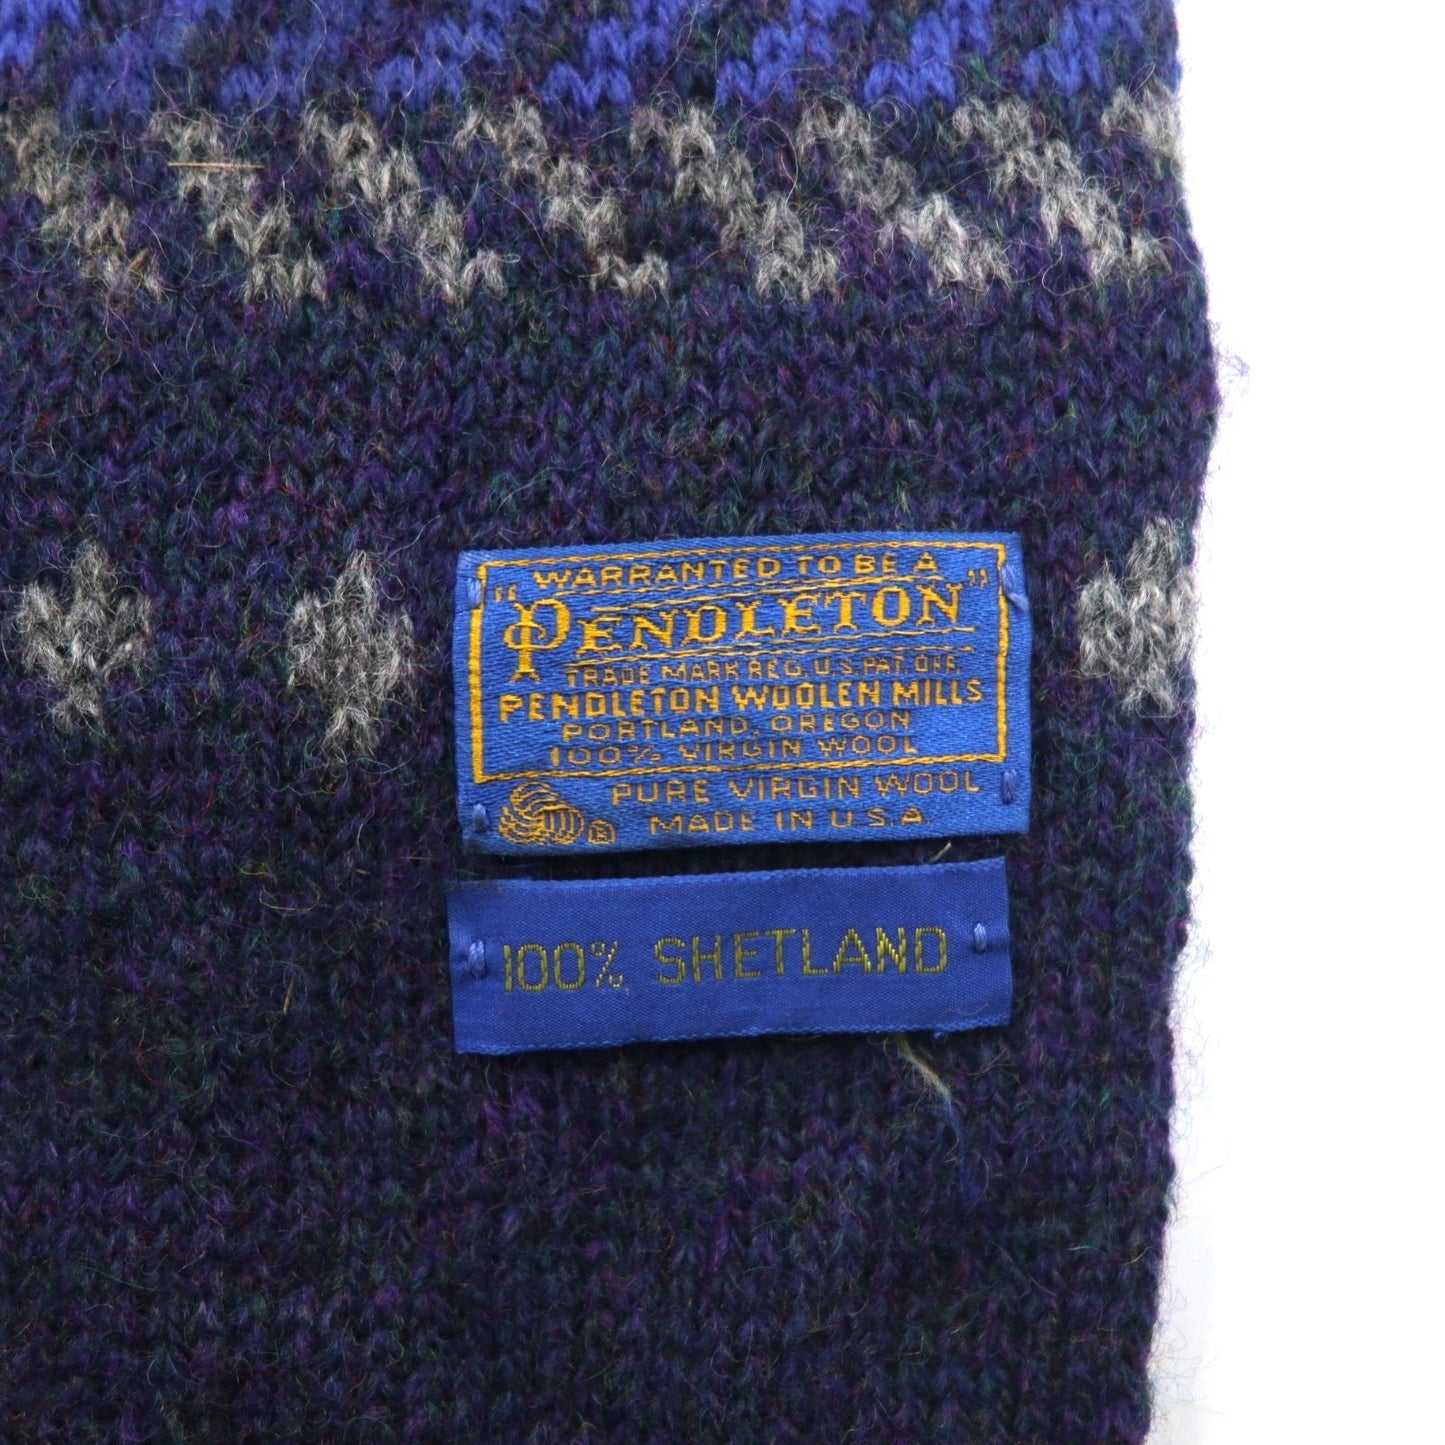 WARRANTED TO BE A
"PENDLETON"
TRADE MARK REG. U.S. PAT. OFF.
PENDLETON WOOLEN MILLS
PORTLAND, OREGON
100% VIRGIN WOOL
PURE VIRGIN WOOL
® MADE IN U.S.A.
100% SHETLAND